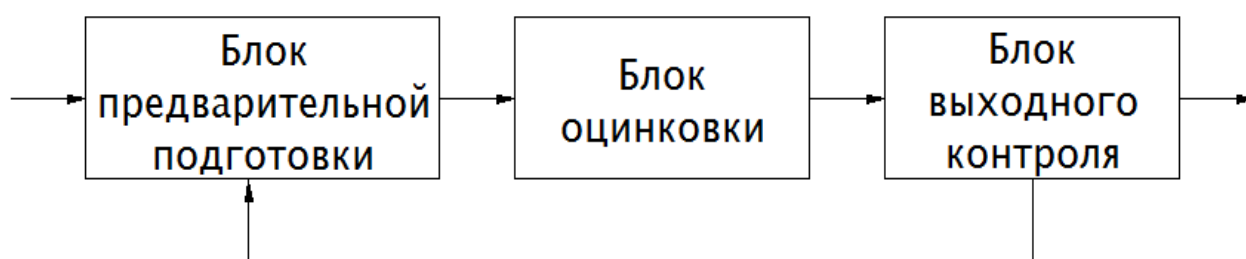 Блок
предварительной
подготовки
Блок
оцинковки
Блок
выходного
контроля